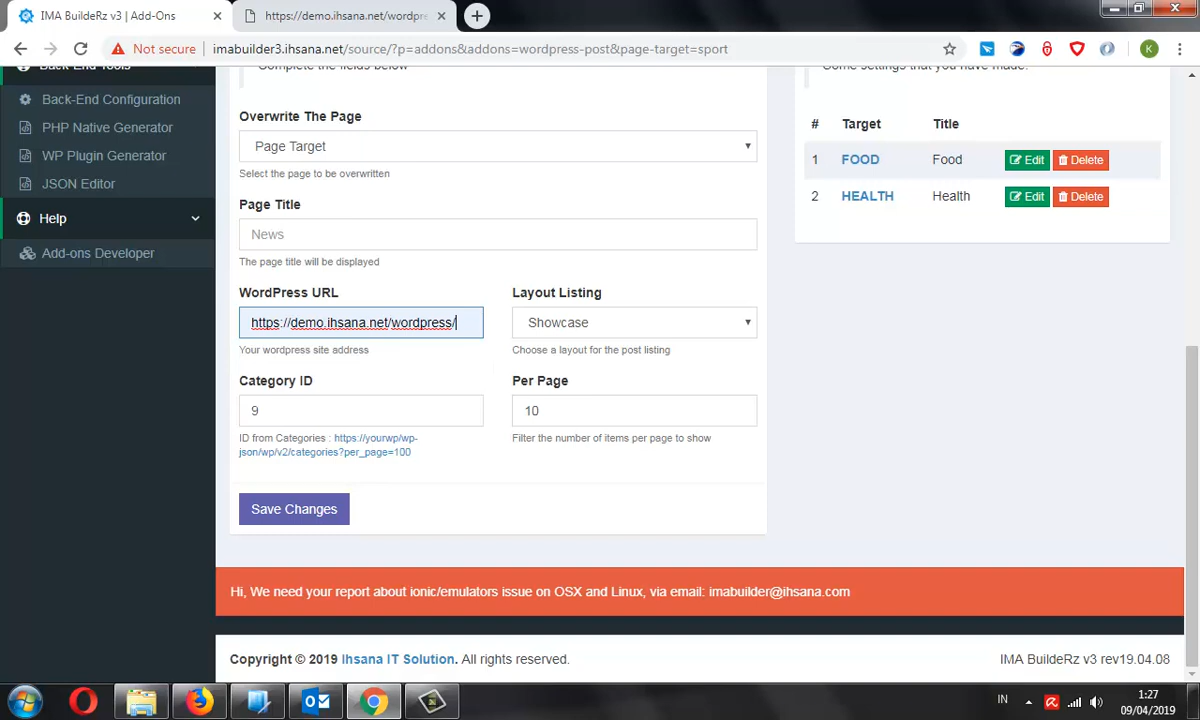 IMA BuildeRz v3 | Add-Ons
https://demo.ihsana.net/wordpre
Not secure
imabuilder3.ihsana.net/source/?p=addons&addons=wordpress-post&page-target=sport
K
Back-End Tools
Back-End Configuration
PHP Native Generator
WP Plugin Generator
JSON Editor
Help
Add-ons Developer
Complete the fields below
Overwrite The Page
Page Target
Select the page to be overwritten
Page Title
News
The page title will be displayed
WordPress URL
https://demo.ihsana.net/wordpress/
Your wordpress site address
Layout Listing
Showcase
Choose a layout for the post listing
Category ID
9
ID from Categories : https://yourwp/wp-
json/wp/v2/categories?per_page=100
Per Page
10
Filter the number of items per page to show
Save Changes
Some settings that you have made:
# Target Title
1 FOOD Food Edit Delete
2 HEALTH Health Edit Delete
Hi, We need your report about ionic/emulators issue on OSX and Linux, via email: imabuilder@ihsana.com
Copyright © 2019 Ihsana IT Solution. All rights reserved.
IMA BuildeRz v3 rev19.04.08
IN
1:27
09/04/2019